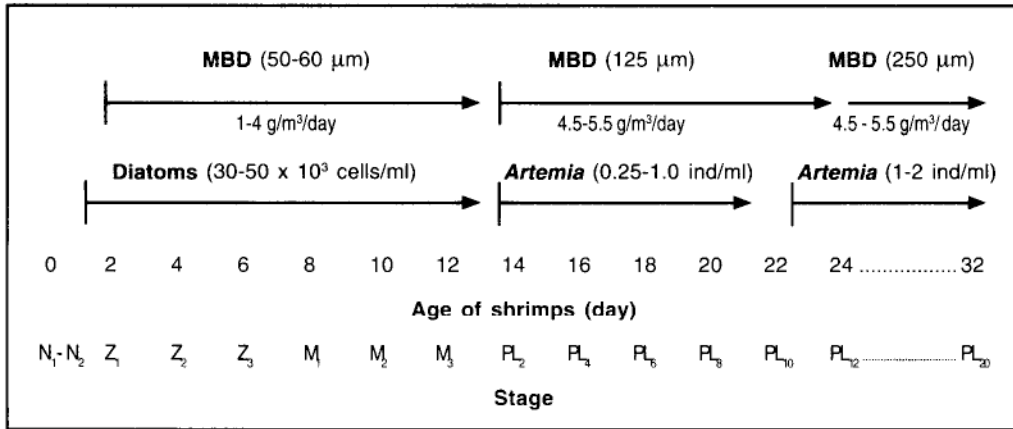 MBD (50-60 μm) MBD (125 μm) MBD (250 μm)
1-4 g/m³/day 4.5-5.5 g/m³/day 4.5 - 5.5 g/m³/day
Diatoms (30-50 x 10³ cells/ml) Artemia (0.25-1.0 ind/ml) Artemia (1-2 ind/ml)
0 2 4 6 8 10 12 14 16 18 20 22 24 ................ 32
Age of shrimps (day)
N₁-N₂ Z₁ Z₂ Z₃ M₁ M₂ M₃ PL₂ PL₄ PL₆ PL₈ PL₁₀ PL₁₂ ................ PL₂₀
Stage